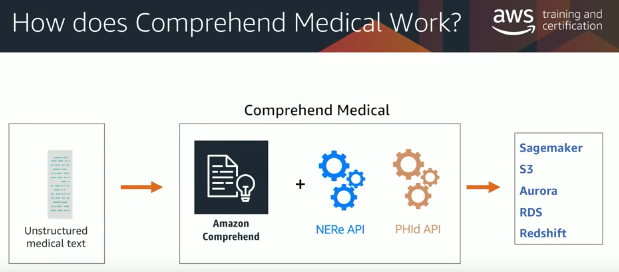 How does Comprehend Medical Work?
aws training and
certification
Comprehend Medical
Unstructured
medical text
Amazon
Comprehend
+
NERe API
PHId API
Sagemaker
S3
Aurora
RDS
Redshift